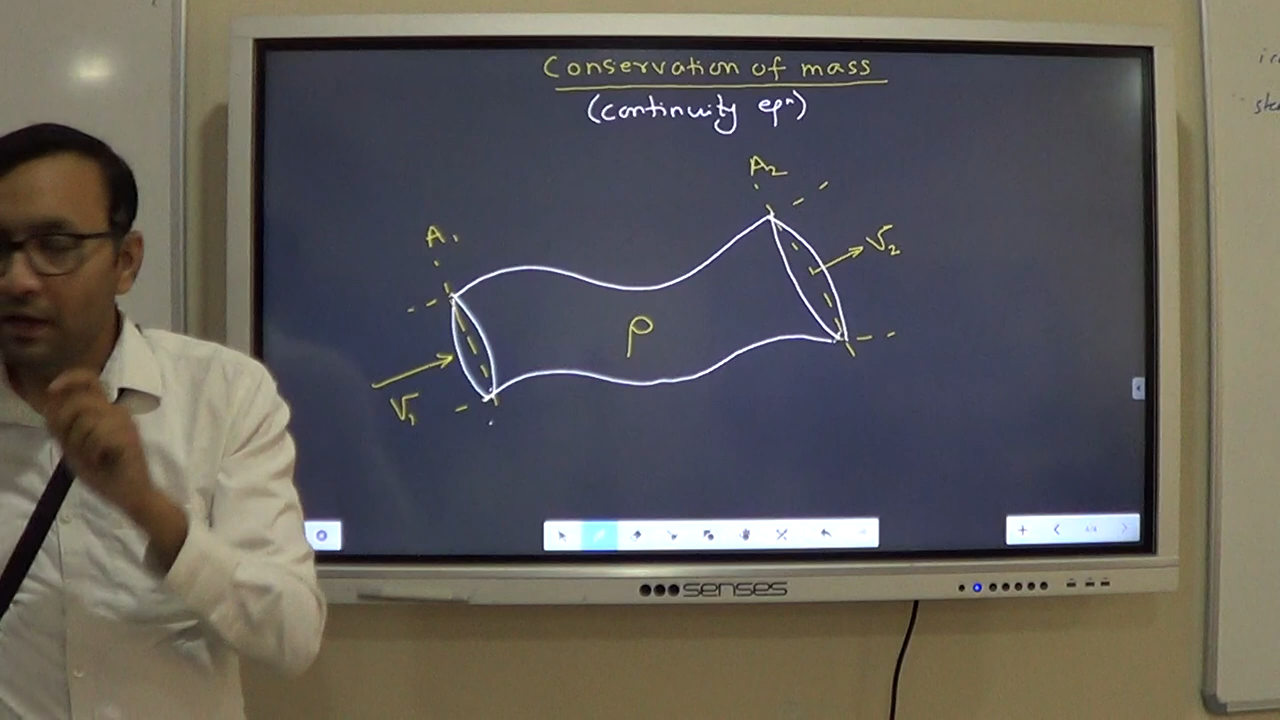 Conservation of mass
(continuity eqⁿ)
A₂
A₁
V₂
ρ
V₁
senses